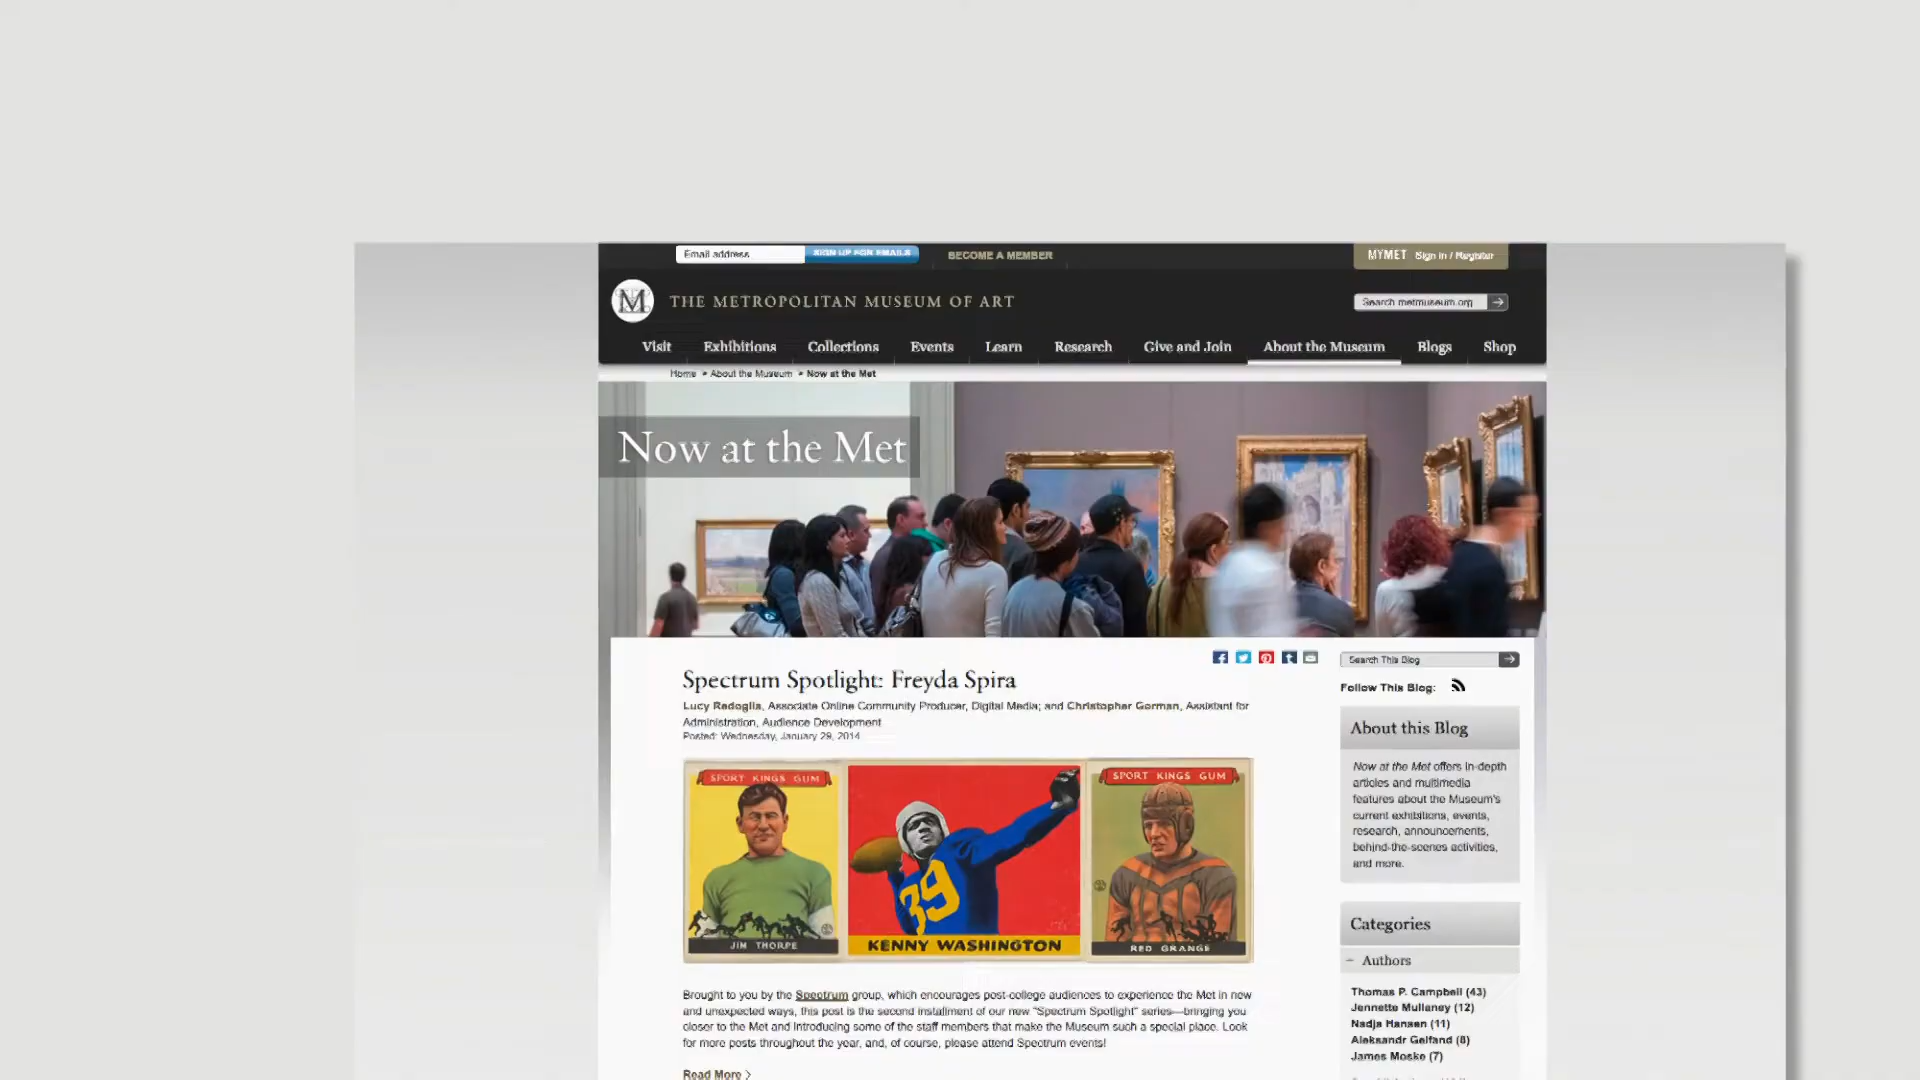 Email address
SIGN UP FOR EMAILS
BECOME A MEMBER
MYMET Sign in / Register
M
THE METROPOLITAN MUSEUM OF ART
Search metmuseum.org
Visit
Exhibitions
Collections
Events
Learn
Research
Give and Join
About the Museum
Blogs
Shop
Home
About the Museum
Now at the Met
Now at the Met
Spectrum Spotlight: Freyda Spira
Lucy Redoglia, Associate Online Community Producer, Digital Media; and Christopher Gorman, Assistant for
Administration, Audience Development
Posted: Wednesday, January 29, 2014
SPORT KINGS GUM
JIM THORPE
39
KENNY WASHINGTON
SPORT KINGS GUM
RED GRANGE
Brought to you by the Spectrum group, which encourages post-college audiences to experience the Met in new
and unexpected ways, this post is the second installment of our new "Spectrum Spotlight" series—bringing you
closer to the Met and introducing some of the staff members that make the Museum such a special place. Look
for more posts throughout the year, and, of course, please attend Spectrum events!
Read More >
Search This Blog
Follow This Blog:
About this Blog
Now at the Met offers in-depth
articles and multimedia
features about the Museum's
current exhibitions, events,
research, announcements,
behind-the-scenes activities,
and more.
Categories
− Authors
Thomas P. Campbell (43)
Jennette Mullaney (12)
Nadja Hansen (11)
Aleksandr Gelfand (8)
James Moske (7)